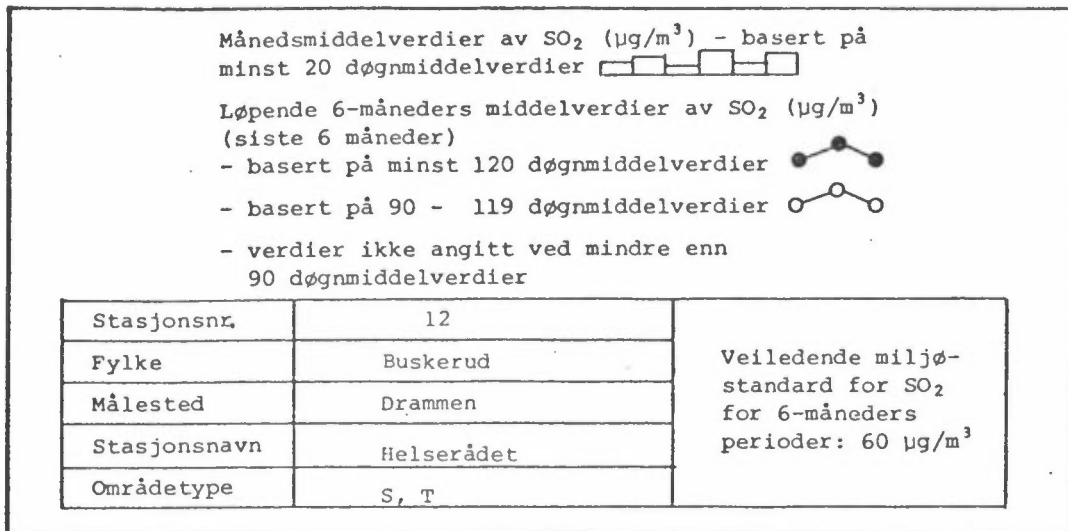 Månedsmiddelverdier av SO₂ (µg/m³) - basert på
minst 20 døgnmiddelverdier
Løpende 6-måneders middelverdier av SO₂ (µg/m³)
(siste 6 måneder)
- basert på minst 120 døgnmiddelverdier
- basert på 90 - 119 døgnmiddelverdier
- verdier ikke angitt ved mindre enn
90 døgnmiddelverdier
Stasjonsnr. 12
Fylke Buskerud
Målested Drammen
Stasjonsnavn Helserådet
Områdetype S, T
Veiledende miljø-
standard for SO₂
for 6-måneders
perioder: 60 µg/m³